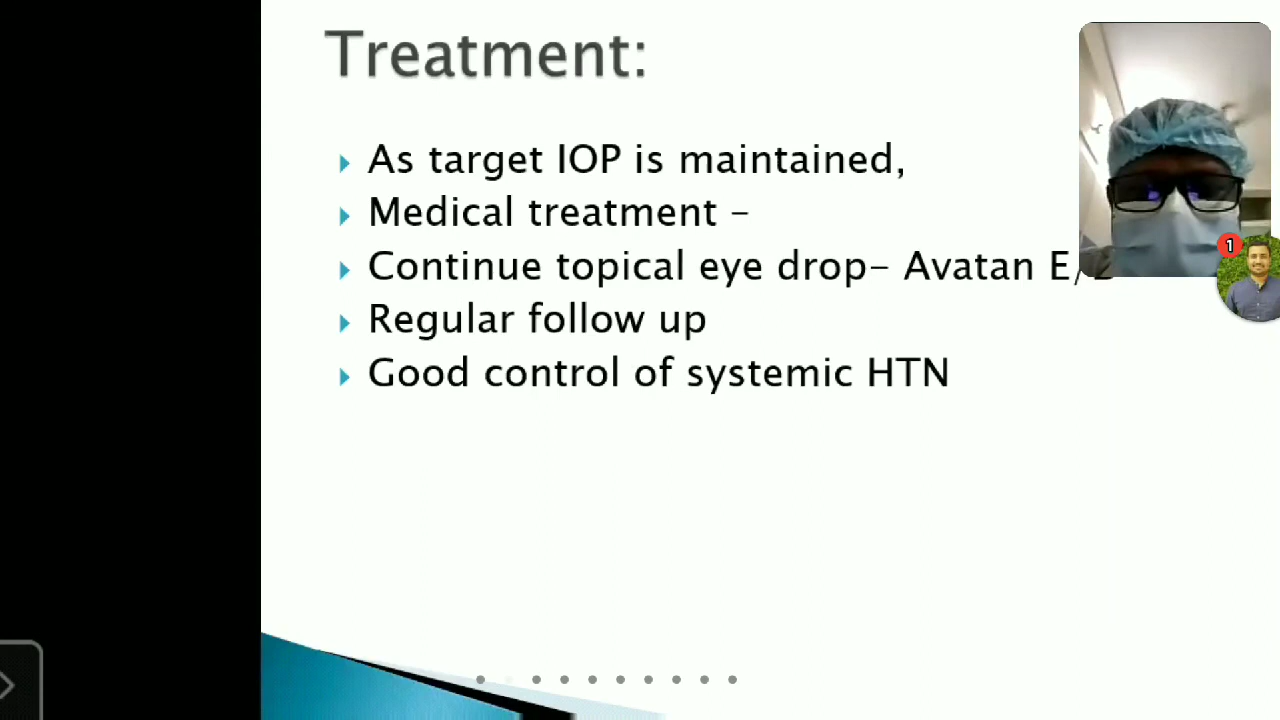 Treatment:
As target IOP is maintained,
Medical treatment –
Continue topical eye drop- Avatan E/
Regular follow up
Good control of systemic HTN
1